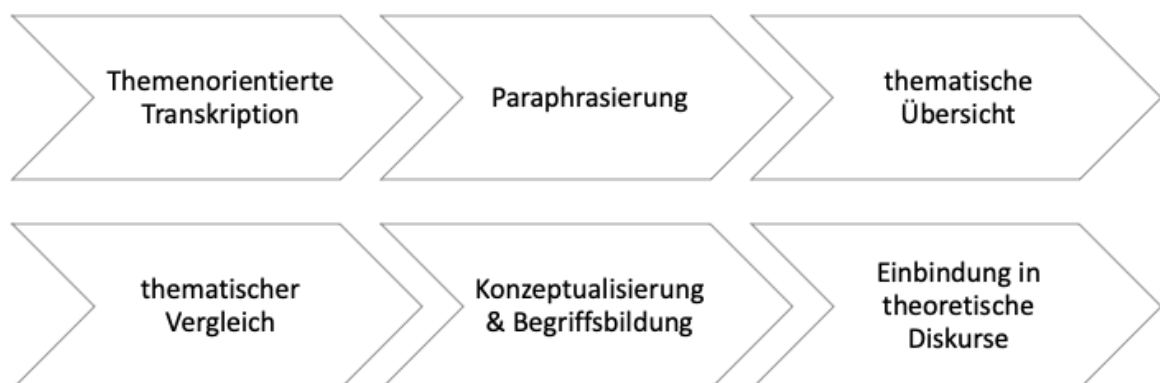 Themenorientierte
Transkription
Paraphrasierung
thematische
Übersicht
thematischer
Vergleich
Konzeptualisierung
& Begriffsbildung
Einbindung in
theoretische
Diskurse